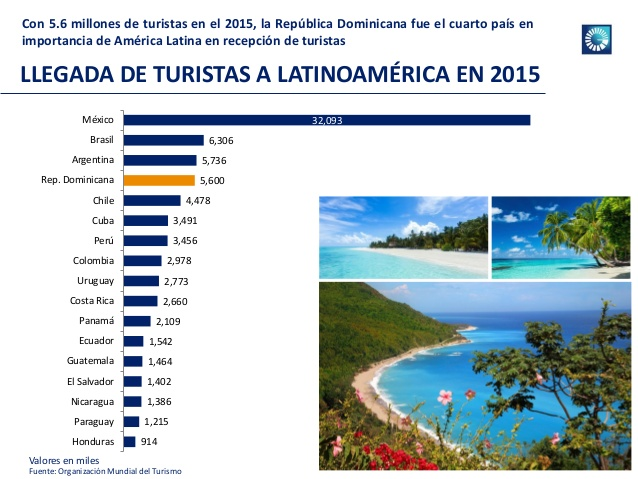 Con 5.6 millones de turistas en el 2015, la República Dominicana fue el cuarto país en
importancia de América Latina en recepción de turistas
LLEGADA DE TURISTAS A LATINOAMÉRICA EN 2015
México 32,093
Brasil 6,306
Argentina 5,736
Rep. Dominicana 5,600
Chile 4,478
Cuba 3,491
Perú 3,456
Colombia 2,978
Uruguay 2,773
Costa Rica 2,660
Panamá 2,109
Ecuador 1,542
Guatemala 1,464
El Salvador 1,402
Nicaragua 1,386
Paraguay 1,215
Honduras 914
Valores en miles
Fuente: Organización Mundial del Turismo